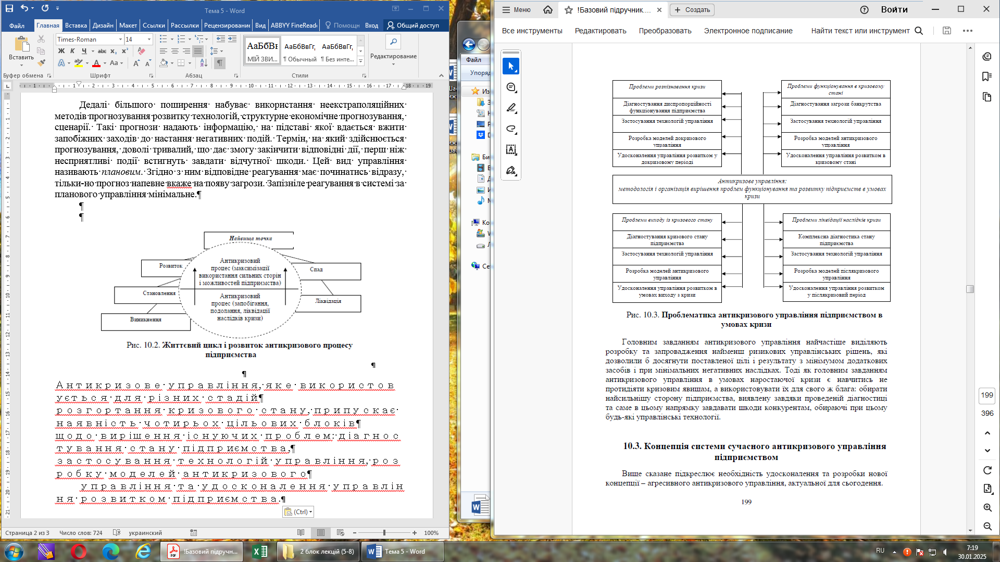 Тема 5 - Word
Файл
Главная
Вставка
Дизайн
Макет
Ссылки
Рассылки
Рецензировани
Вид
ABBYY FineRead
Помощн
Вход
Общий доступ
Вставить
Times-Roman
14
Ж К Ч abc x₂ x²
Aa
АаБбВ
МІЙ ЗВИ...
АаБбВвГг,
¶ Обычный
АаБбВвГг,
¶ Без инте...
Редактирование
Буфер обмена
Шрифт
Абзац
Стили
Дедалі більшого поширення набуває використання неекстраполяційних
методів прогнозування розвитку технологій, структурне економічне прогнозування,
сценарії. Такі прогнози надають інформацію, на підставі якої вдається вжити
запобіжних заходів до настання негативних подій. Термін, на який здійснюється
прогнозування, доволі тривалий, що дає змогу закінчити відповідні дії, перш ніж
несприятливі події встигнуть завдати відчутної шкоди. Цей вид управління
називають плановим. Згідно з ним відповідне реагування має починатись відразу,
тільки-но прогноз напевне вкаже на появу загрози. Запізніле реагування в системі за
планового управління мінімальне.¶
¶
¶
Найвища точка
Розвиток
Становлення
Виникнення
Антикризовий
процес (максимізації
використання сильних сторін
і можливостей підприємства)
Антикризовий
процес (запобігання,
подолання, ліквідації
наслідків кризи)
Спад
Ліквідація
Рис. 10.2. Життєвий цикл і розвиток антикризового процесу
підприємства
¶
¶
Антикризове управління, яке використов
ується для різних стадій¶
розгортання кризового стану, припускає
наявність чотирьох цільових блоків¶
щодо вирішення існуючих проблем: діагнос
тування стану підприємства,¶
застосування технологій управління, роз
робку моделей антикризового¶
управління та удосконалення управлін
ня розвитком підприємства.¶
(Ctrl)
Страница 2 из 3
Число слов: 724
украинский
100%
Файл
Упоряд
Из
Би
Ко
Се
Меню
!Базовий підручник....
Создать
Войти
Все инструменты
Редактировать
Преобразовать
Электронное подписание
Найти текст или инструмент
Проблеми розпізнавання кризи
Діагностування диспропорційності
функціонування підприємства
Застосування технологій управління
Розробка моделей докризового
управління
Удосконалення управління розвитком у
докризовому періоді
Проблеми функціонування в кризовому
стані
Діагностування загрози банкрутства
Застосування технологій управління
Розробка моделей антикризового
управління
Удосконалення управління розвитком в
кризовому стані
Антикризове управління:
методологія і організація вирішення проблем функціонування та розвитку підприємств в умовах
кризи
Проблеми виходу із кризового стану
Діагностування кризового стану
підприємства
Застосування технологій управління
Розробка моделей антикризового
управління
Удосконалення управління розвитком в
умовах виходу з кризи
Проблеми ліквідації наслідків кризи
Комплексна діагностика стану
підприємства
Застосування технологій управління
Розробка моделей післякризового
управління
Удосконалення управління розвитком
у післякризовий період
Рис. 10.3. Проблематика антикризового управління підприємством в
умовах кризи
Головним завданням антикризового управління найчастіше виділяють
розробку та запровадження найменш ризикових управлінських рішень, які
дозволили б досягнути поставленої цілі і результату з мінімумом додаткових
засобів і при мінімальних негативних наслідках. Тоді як головним завданням
антикризового управління в умовах наростаючої кризи є навчитись не
протидіяти кризовим явищам, а використовувати їх для свого ж блага: обирати
найсильнішу сторону підприємства, виявлену завдяки проведеній діагностиці
та саме в цьому напрямку завдавати шкоди конкурентам, обираючі при цьому
будь-які управлінські технології.
10.3. Концепція системи сучасного антикризового управління
підприємством
Вище сказане підкреслює необхідність удосконалення та розробки нової
концепції – агресивного антикризового управління, актуальної для сьогодення.
199
199
396
!Базовий підручн...
2 блок лекцій (5-8)
Тема 5 - Word
RU
7:19
30.01.2025